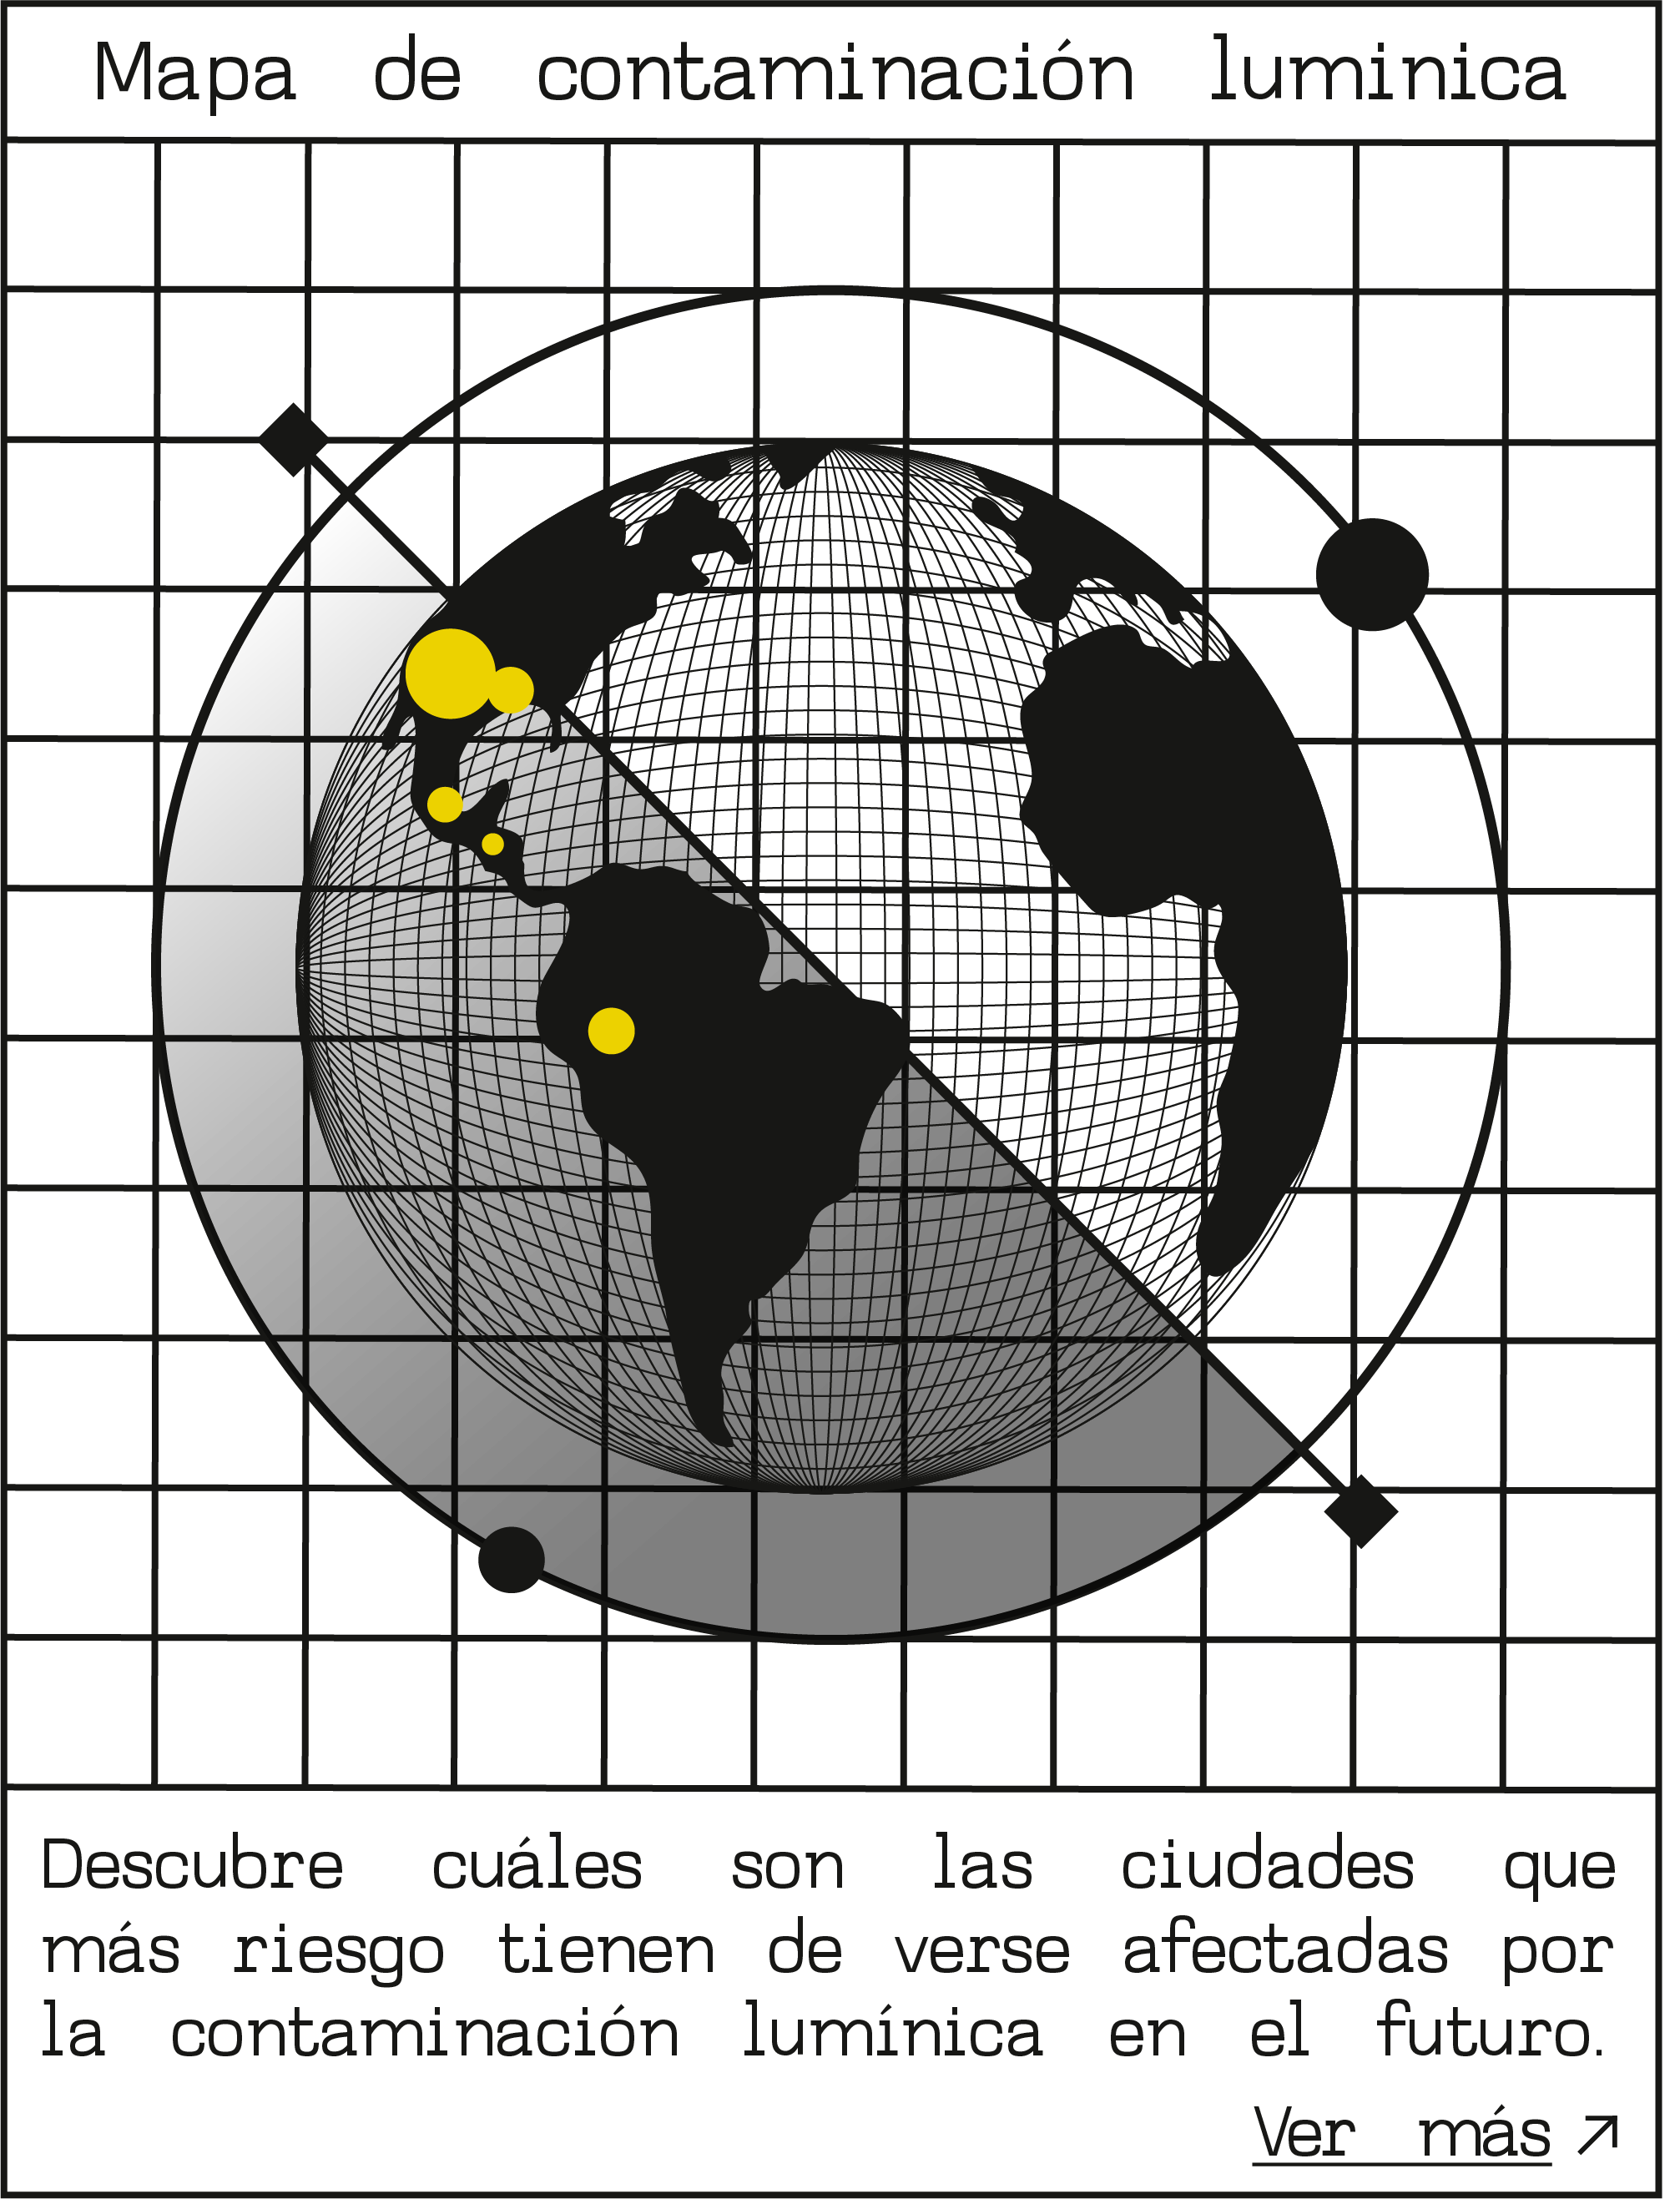 Mapa de contaminación luminica
Descubre cuáles son las ciudades que
más riesgo tienen de verse afectadas por
la contaminación lumínica en el futuro.
Ver más